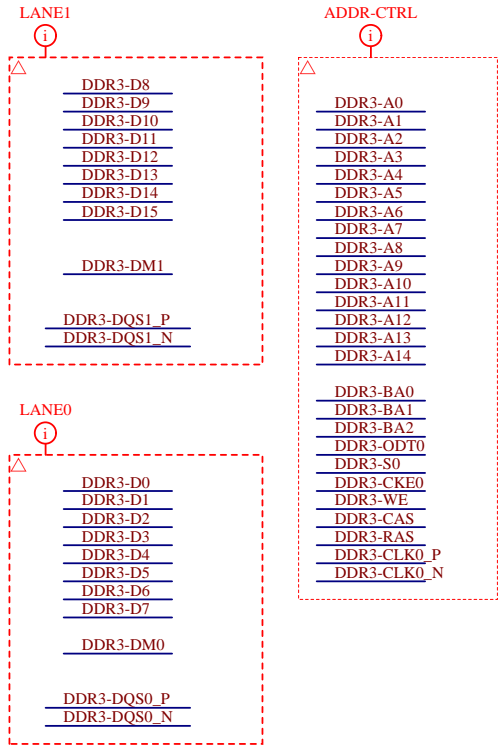 LANE1
i
DDR3-D8
DDR3-D9
DDR3-D10
DDR3-D11
DDR3-D12
DDR3-D13
DDR3-D14
DDR3-D15
DDR3-DM1
DDR3-DQS1_P
DDR3-DQS1_N
LANE0
i
DDR3-D0
DDR3-D1
DDR3-D2
DDR3-D3
DDR3-D4
DDR3-D5
DDR3-D6
DDR3-D7
DDR3-DM0
DDR3-DQS0_P
DDR3-DQS0_N
ADDR-CTRL
i
DDR3-A0
DDR3-A1
DDR3-A2
DDR3-A3
DDR3-A4
DDR3-A5
DDR3-A6
DDR3-A7
DDR3-A8
DDR3-A9
DDR3-A10
DDR3-A11
DDR3-A12
DDR3-A13
DDR3-A14
DDR3-BA0
DDR3-BA1
DDR3-BA2
DDR3-ODT0
DDR3-S0
DDR3-CKE0
DDR3-WE
DDR3-CAS
DDR3-RAS
DDR3-CLK0_P
DDR3-CLK0_N